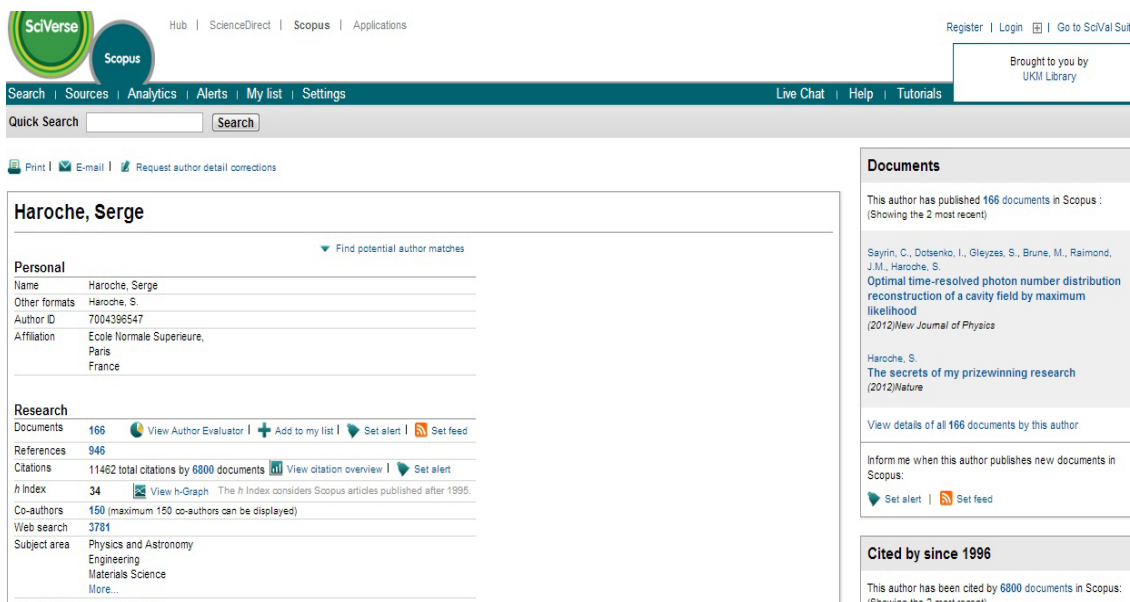 SciVerse
Scopus
Hub | ScienceDirect | Scopus | Applications
Register | Login | Go to SciVal Suit
Brought to you by
UKM Library
Search | Sources | Analytics | Alerts | My list | Settings
Live Chat | Help | Tutorials
Quick Search
Search
Print | E-mail | Request author detail corrections
Haroche, Serge
Find potential author matches
Personal
Name Haroche, Serge
Other formats Haroche, S.
Author ID 7004396547
Affiliation Ecole Normale Superieure,
Paris
France
Research
Documents 166 View Author Evaluator | Add to my list | Set alert | Set feed
References 946
Citations 11462 total citations by 6800 documents View citation overview | Set alert
h Index 34 View h-Graph The h Index considers Scopus articles published after 1995.
Co-authors 150 (maximum 150 co-authors can be displayed)
Web search 3781
Subject area Physics and Astronomy
Engineering
Materials Science
More...
Documents
This author has published 166 documents in Scopus :
(Showing the 2 most recent)
Sayrin, C., Dotsenko, I., Gleyzes, S., Brune, M., Raimond,
J.M., Haroche, S.
Optimal time-resolved photon number distribution
reconstruction of a cavity field by maximum
likelihood
(2012)New Journal of Physics
Haroche, S.
The secrets of my prizewinning research
(2012)Nature
View details of all 166 documents by this author
Inform me when this author publishes new documents in
Scopus:
Set alert | Set feed
Cited by since 1996
This author has been cited by 6800 documents in Scopus:
(Showing the 2 most recent)